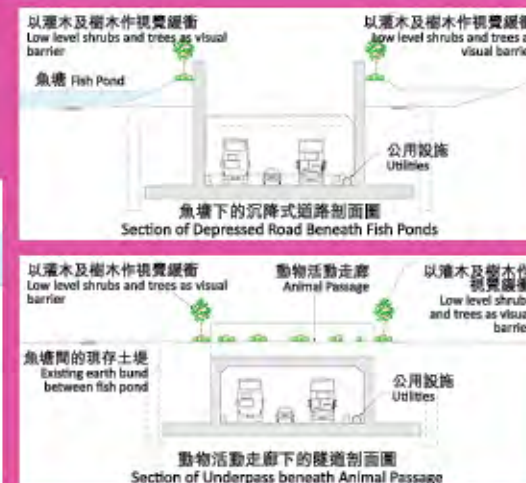 以灌木及樹木作視覺緩衝
Low level shrubs and trees as visual
barrier
以灌木及樹木作視覺緩衝
Low level shrubs and trees as
visual barrier
魚塘 Fish Pond
公用設施
Utilities
魚塘下的沉降式道路剖面圖
Section of Depressed Road Beneath Fish Ponds
以灌木及樹木作視覺緩衝
Low level shrubs and trees as visual
barrier
動物活動走廊
Animal Passage
以灌木及樹木作
視覺緩衝
Low level shrubs
and trees as visual
barrier
魚塘間的現存土堤
Existing earth bund
between fish pond
公用設施
Utilities
動物活動走廊下的隧道剖面圖
Section of Underpass beneath Animal Passage